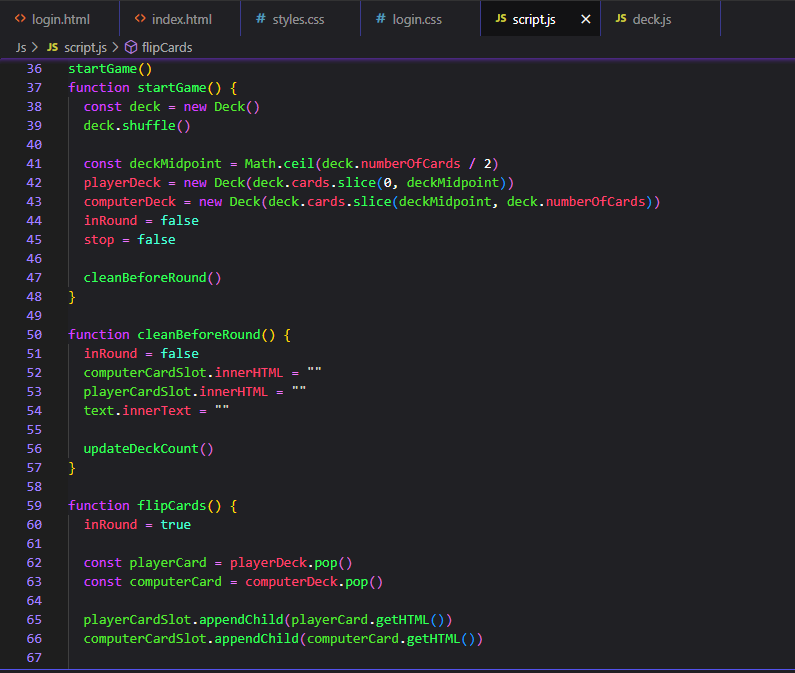 <> login.html <> index.html # styles.css # login.css JS script.js × JS deck.js
Js > JS script.js > flipCards
36 startGame()
37 function startGame() {
38 const deck = new Deck()
39 deck.shuffle()
40
41 const deckMidpoint = Math.ceil(deck.numberOfCards / 2)
42 playerDeck = new Deck(deck.cards.slice(0, deckMidpoint))
43 computerDeck = new Deck(deck.cards.slice(deckMidpoint, deck.numberOfCards))
44 inRound = false
45 stop = false
46
47 cleanBeforeRound()
48 }
49
50 function cleanBeforeRound() {
51 inRound = false
52 computerCardSlot.innerHTML = ""
53 playerCardSlot.innerHTML = ""
54 text.innerText = ""
55
56 updateDeckCount()
57 }
58
59 function flipCards() {
60 inRound = true
61
62 const playerCard = playerDeck.pop()
63 const computerCard = computerDeck.pop()
64
65 playerCardSlot.appendChild(playerCard.getHTML())
66 computerCardSlot.appendChild(computerCard.getHTML())
67